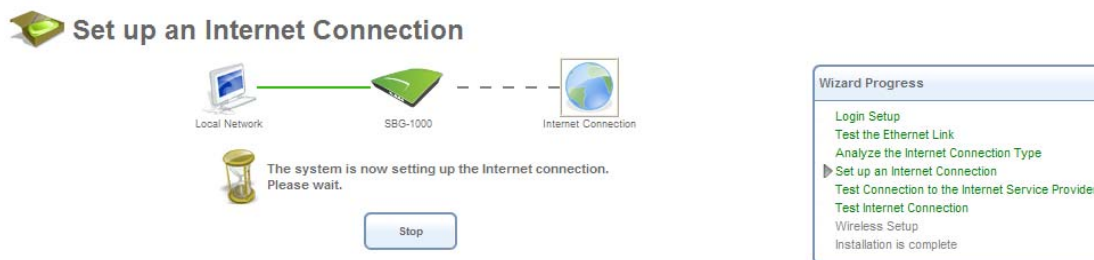 Set up an Internet Connection
Local Network
SBG-1000
Internet Connection
The system is now setting up the Internet connection.
Please wait.
Stop
Wizard Progress
Login Setup
Test the Ethernet Link
Analyze the Internet Connection Type
Set up an Internet Connection
Test Connection to the Internet Service Provider
Test Internet Connection
Wireless Setup
Installation is complete